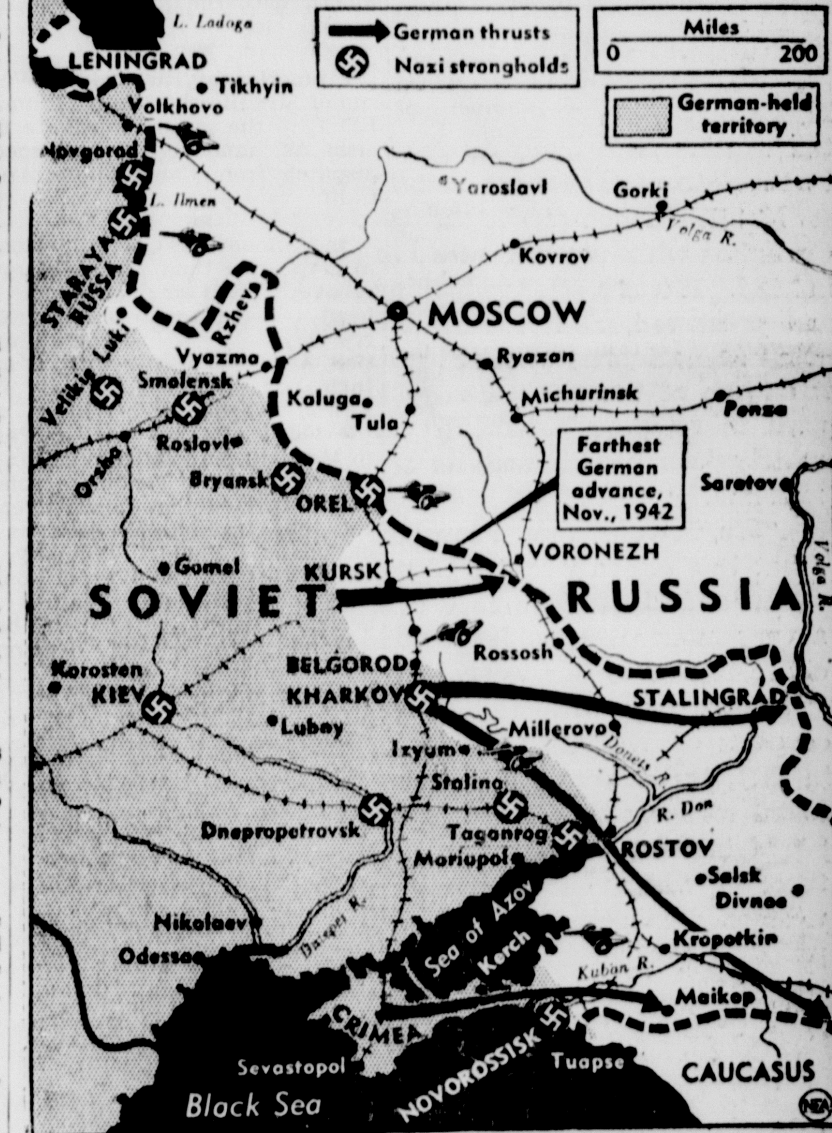 L. Ladoga
German thrusts
Nazi strongholds
Miles
0 200
German-held
territory
LENINGRAD
Tikhyin
Volkhovo
Novgorod
L. Ilmen
STARAYA
RUSSA
Yaroslavl
Gorki
Volga R.
Kovrov
Rzhev
MOSCOW
Velikie Luki
Vyazma
Ryazan
Smolensk
Kaluga
Tula
Michurinsk
Penza
Orsha
Roslavl
Bryansk
OREL
Farthest
German
advance,
Nov., 1942
Saratov
Volga R.
Gomel
KURSK
VORONEZH
SOVIET RUSSIA
Rossosh
Korosten
KIEV
BELGOROD
KHARKOV
STALINGRAD
Lubny
Izyum
Millerovo
Donets R.
Stalino
R. Don
Dnepropetrovsk
Taganrog
Mariupol
ROSTOV
Salsk
Divnoe
Nikolaev
Dnieper R.
Odessa
Sea of Azov
Kerch
Kropotkin
Kuban R.
Maikop
CRIMEA
NOVOROSSISK
Sevastopol
Tuapse
CAUCASUS
Black Sea
NEA